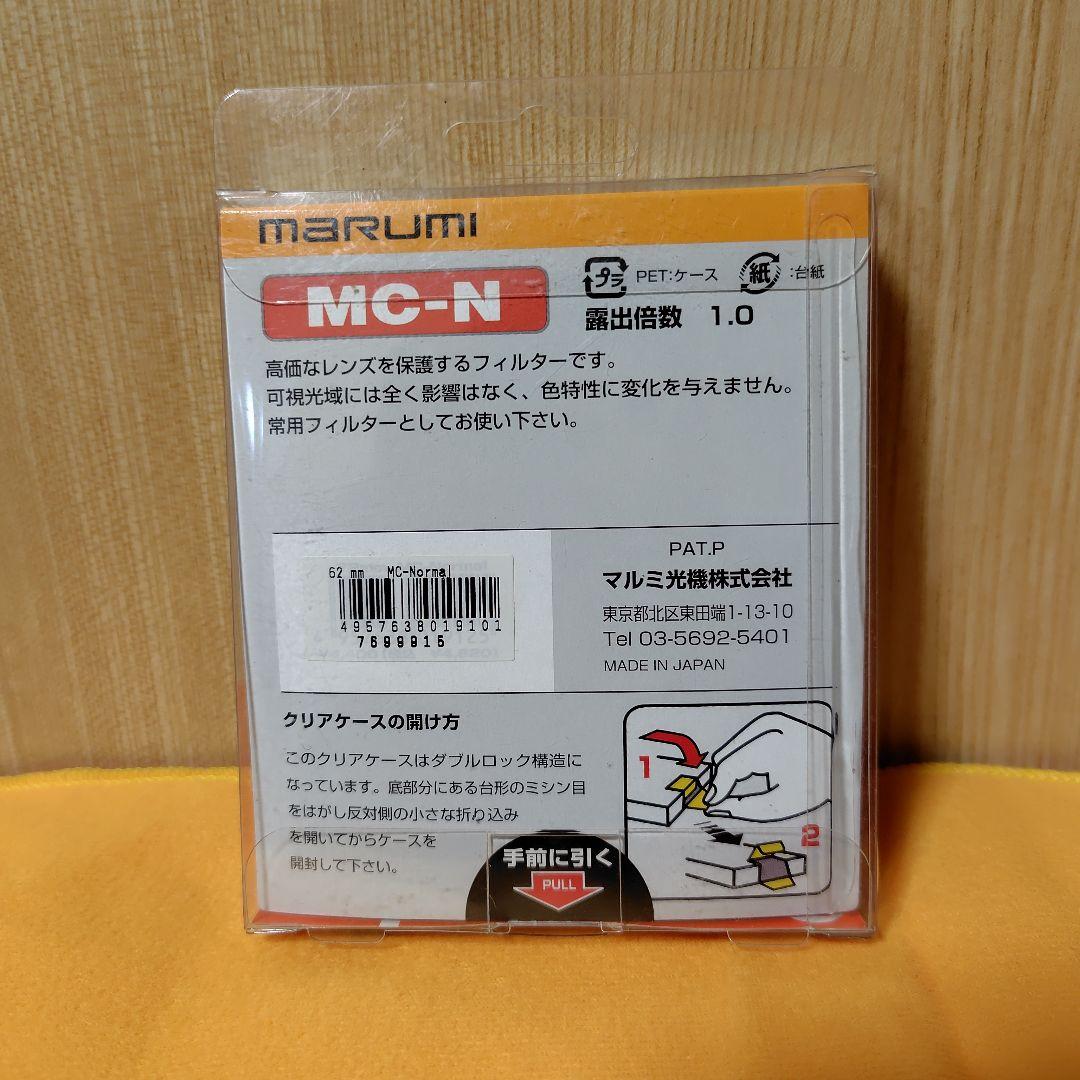 marumi
MC-N
プラ PET:ケース 紙 :台紙
露出倍数 1.0
高価なレンズを保護するフィルターです。
可視光域には全く影響はなく、色特性に変化を与えません。
常用フィルターとしてお使い下さい。
62 mm MC-Normal
4957638019101
7699915
PAT.P
マルミ光機株式会社
東京都北区東田端1-13-10
Tel 03-5692-5401
MADE IN JAPAN
クリアケースの開け方
このクリアケースはダブルロック構造に
なっています。底部分にある台形のミシン目
をはがし反対側の小さな折り込み
を開いてからケースを
開封して下さい。
1
2
手前に引く
PULL